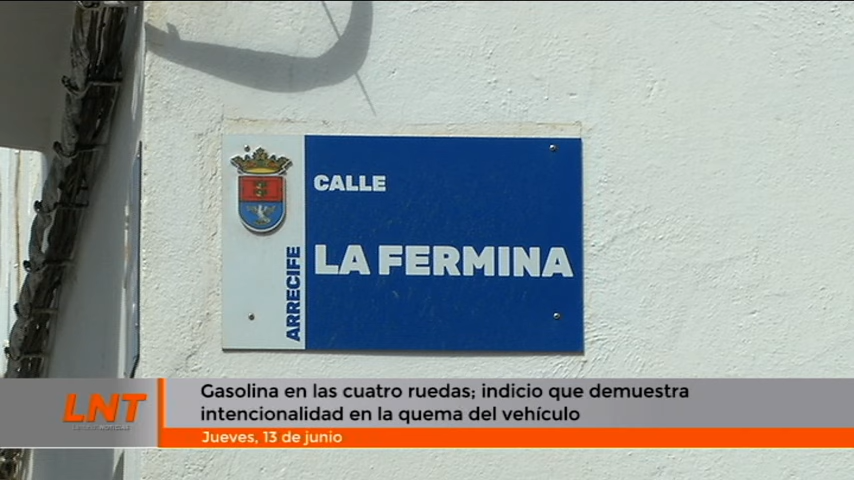 CALLE
LA FERMINA
ARRECIFE
LNT
NOTICIAS
Gasolina en las cuatro ruedas; indicio que demuestra
intencionalidad en la quema del vehículo
Jueves, 13 de junio